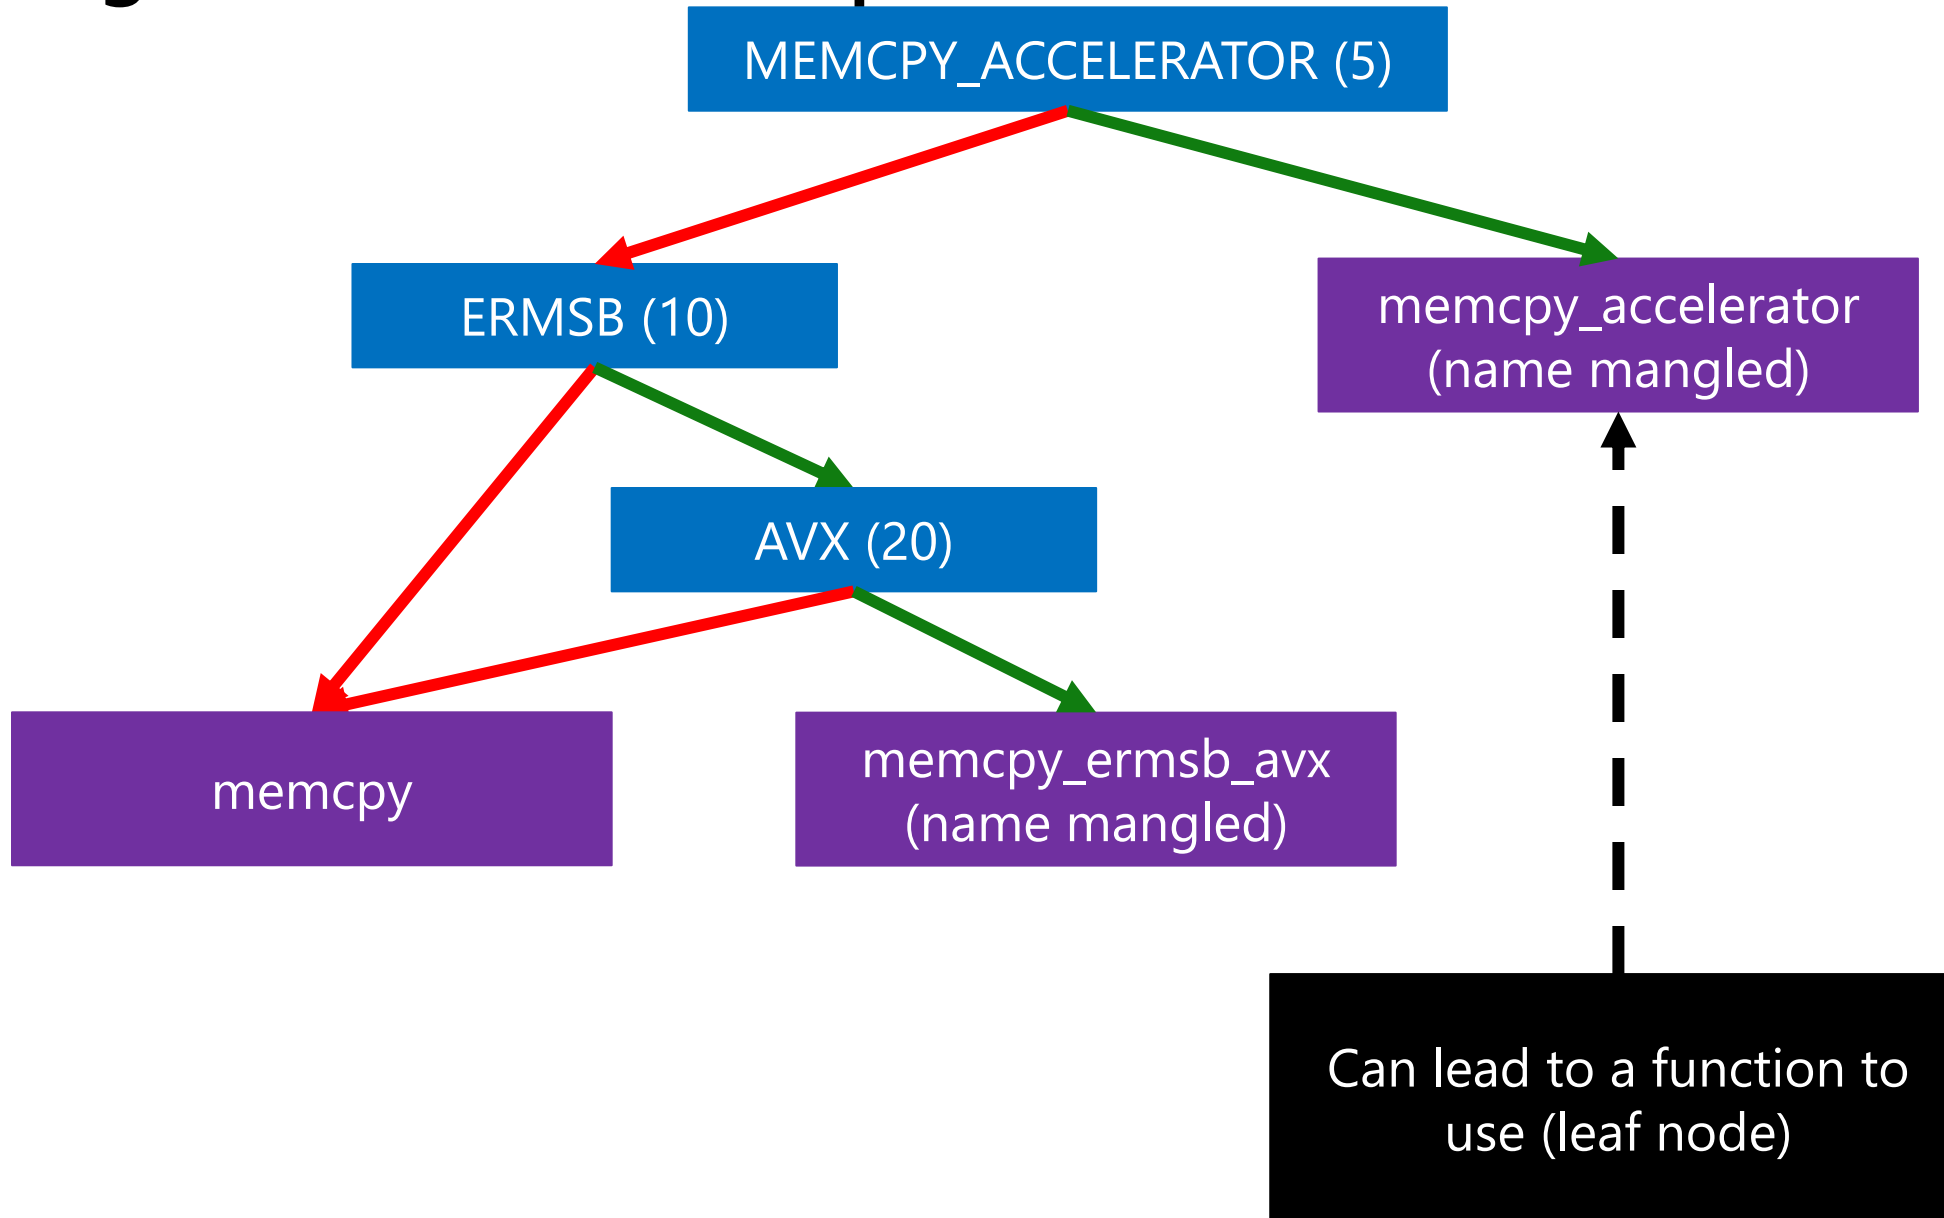 MEMCPY_ACCELERATOR (5)
ERMSB (10)
memcpy_accelerator
(name mangled)
AVX (20)
memcpy
memcpy_ermsb_avx
(name mangled)
Can lead to a function to
use (leaf node)